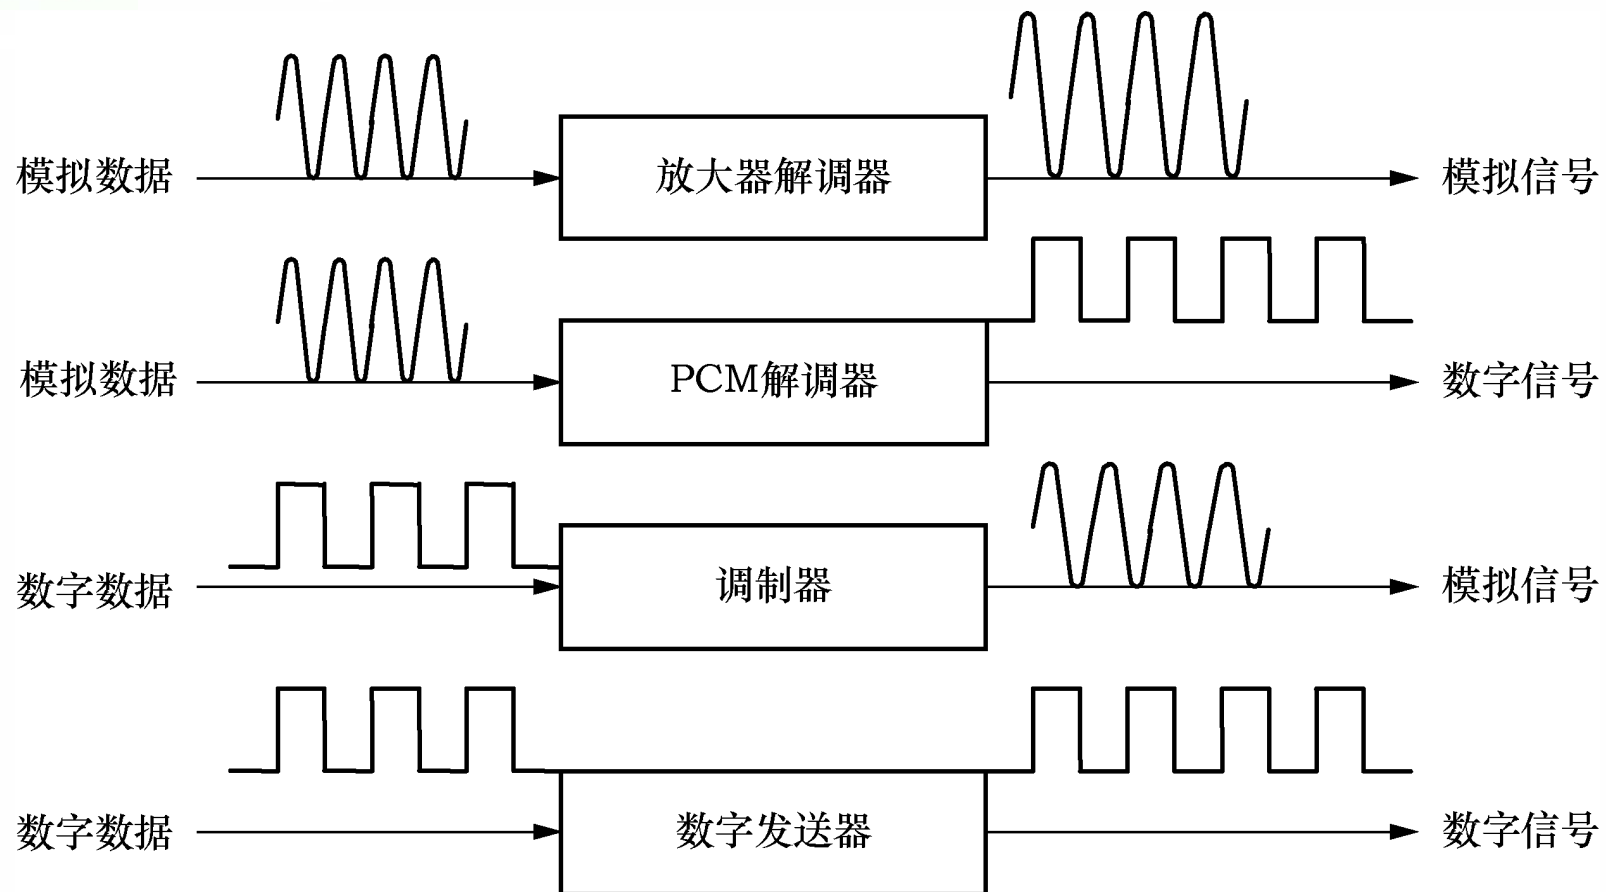 模拟数据 放大器解调器 模拟信号
模拟数据 PCM解调器 数字信号
数字数据 调制器 模拟信号
数字数据 数字发送器 数字信号